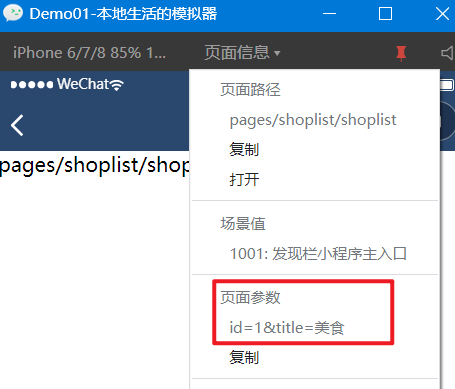 Demo01-本地生活的模拟器
iPhone 6/7/8 85% 1...
页面信息
WeChat
页面路径
pages/shoplist/shoplist
复制
打开
pages/shoplist/shop
场景值
1001: 发现栏小程序主入口
页面参数
id=1&title=美食
复制